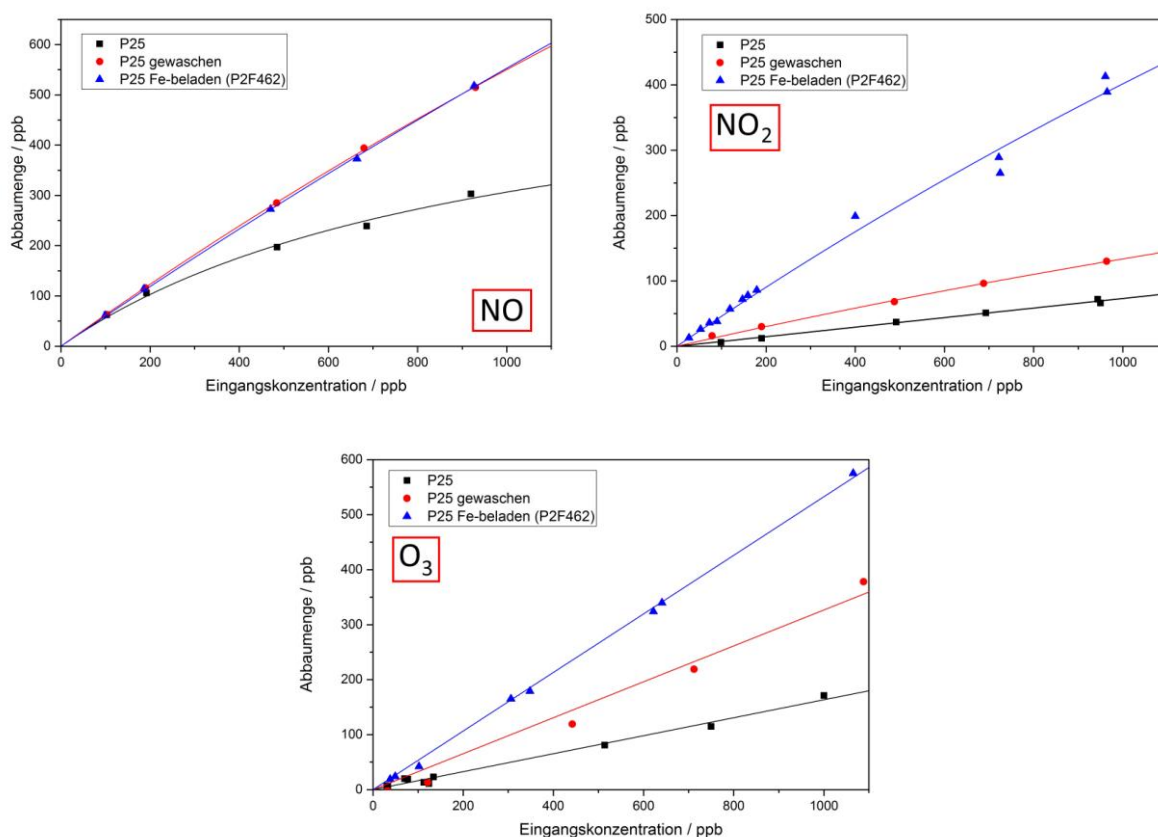 600
500
400
300
200
100
0
0 200 400 600 800 1000
Abbaumenge / ppb
Eingangskonzentration / ppb
P25
P25 gewaschen
P25 Fe-beladen (P2F462)
NO
500
400
300
200
100
0
0 200 400 600 800 1000
Abbaumenge / ppb
Eingangskonzentration / ppb
P25
P25 gewaschen
P25 Fe-beladen (P2F462)
NO₂
600
500
400
300
200
100
0
0 200 400 600 800 1000
Abbaumenge / ppb
Eingangskonzentration / ppb
P25
P25 gewaschen
P25 Fe-beladen (P2F462)
O₃